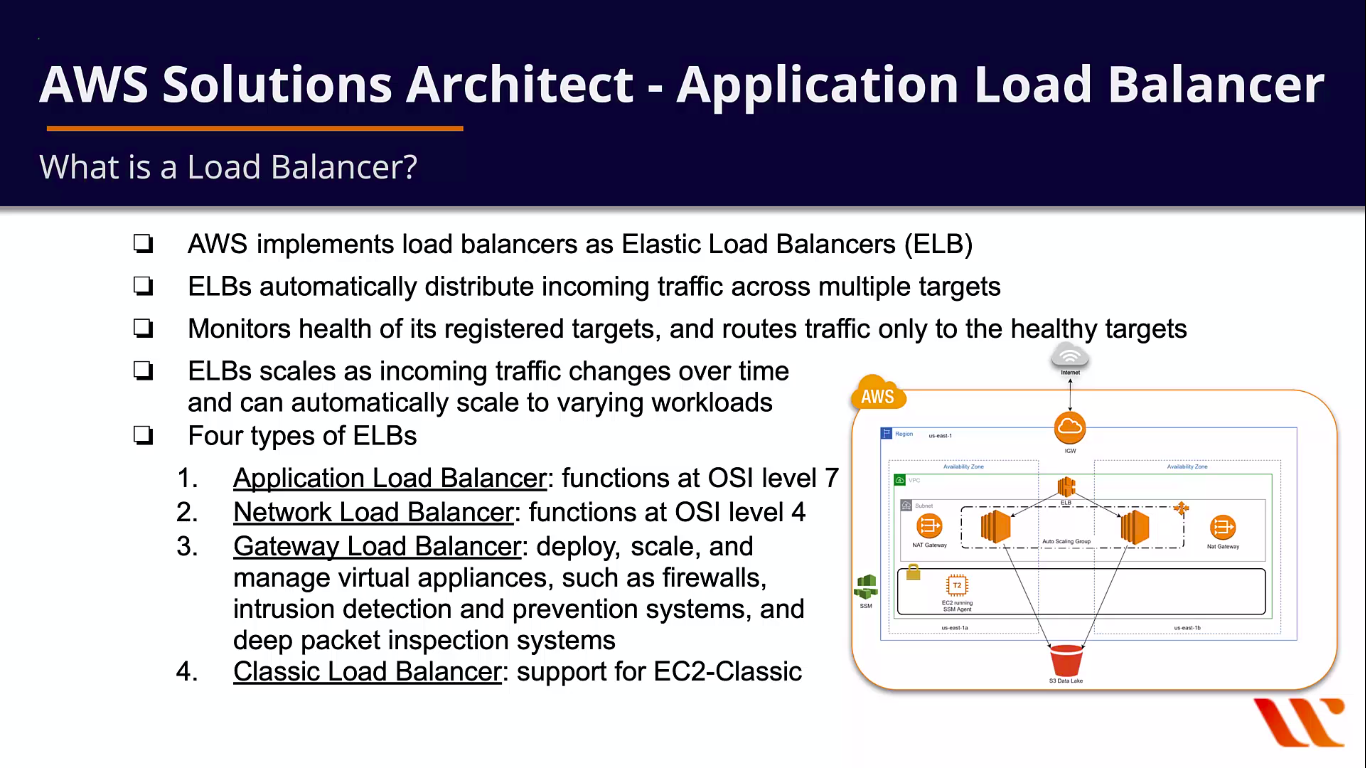 AWS Solutions Architect - Application Load Balancer
What is a Load Balancer?
❏ AWS implements load balancers as Elastic Load Balancers (ELB)
❏ ELBs automatically distribute incoming traffic across multiple targets
❏ Monitors health of its registered targets, and routes traffic only to the healthy targets
❏ ELBs scales as incoming traffic changes over time
and can automatically scale to varying workloads
❏ Four types of ELBs
1. Application Load Balancer: functions at OSI level 7
2. Network Load Balancer: functions at OSI level 4
3. Gateway Load Balancer: deploy, scale, and
manage virtual appliances, such as firewalls,
intrusion detection and prevention systems, and
deep packet inspection systems
4. Classic Load Balancer: support for EC2-Classic
Internet
AWS
IGW
Region us-east-1
Availability Zone
Availability Zone
VPC
ELB
Subnet
NAT Gateway
Auto Scaling Group
Nat Gateway
SSM
T2
EC2 running
SSM Agent
us-east-1a
us-east-1b
S3 Data Lake